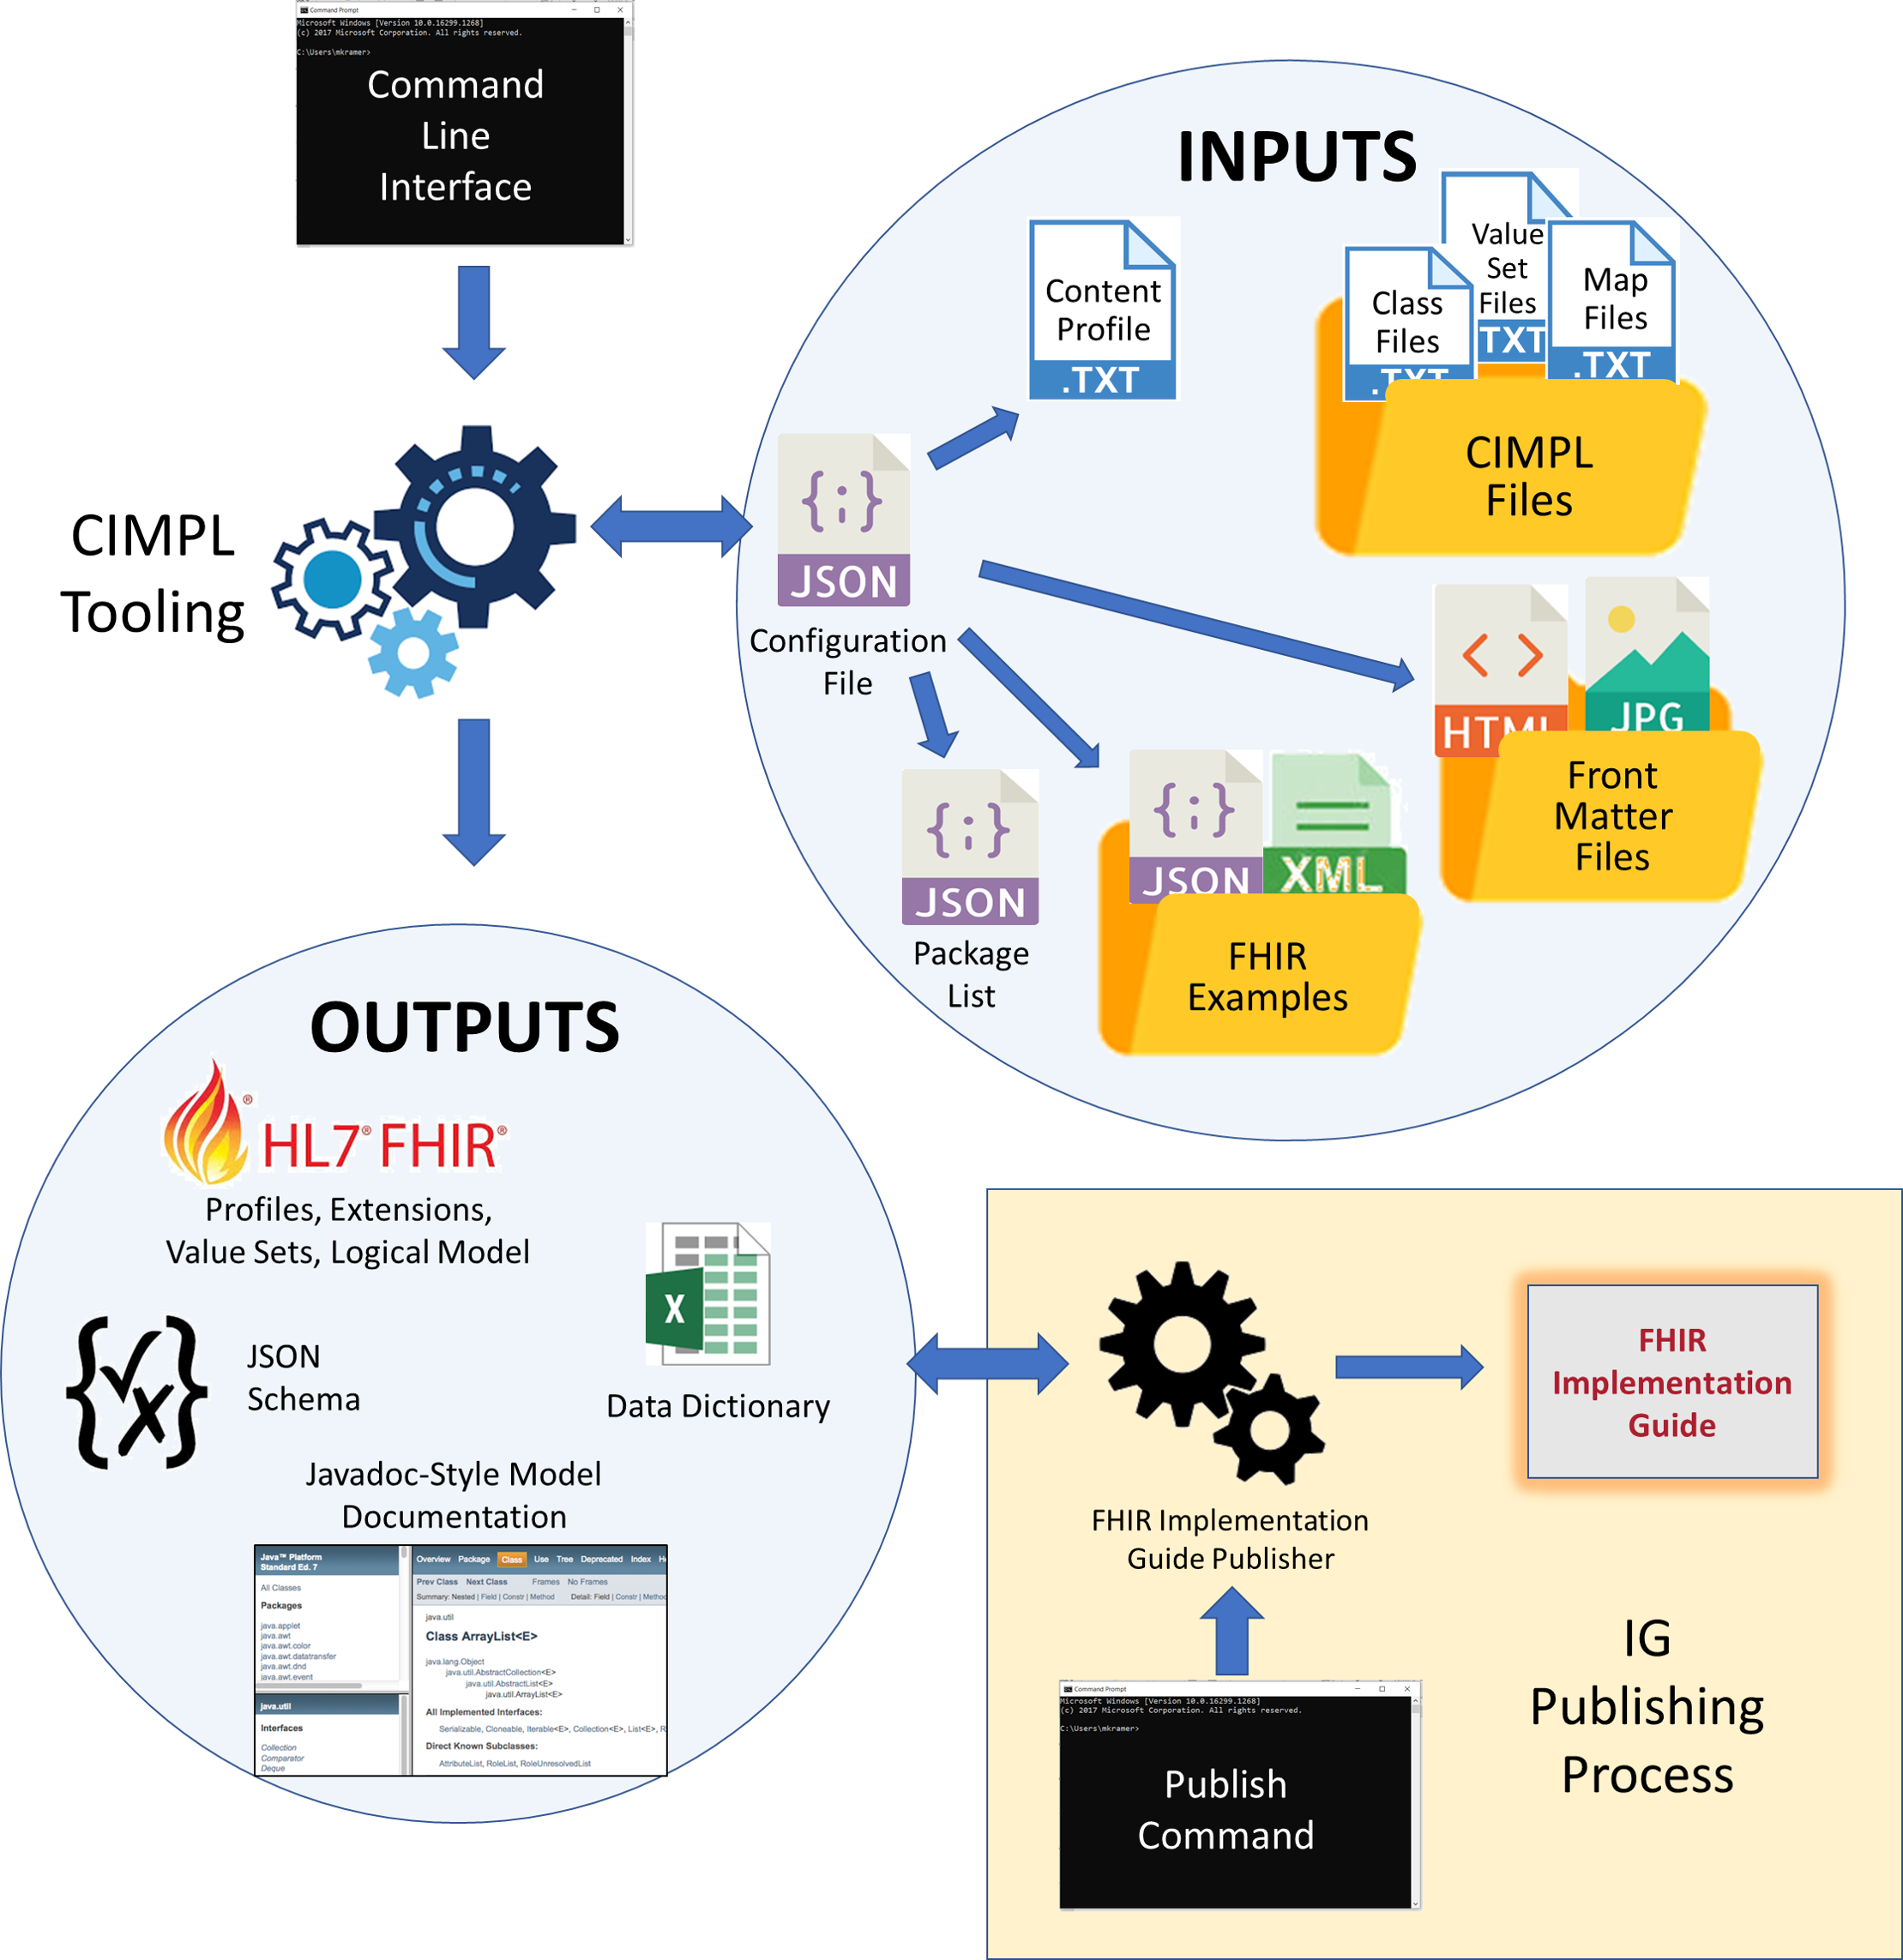 Command Prompt
Microsoft Windows [Version 10.0.16299.1268]
(c) 2017 Microsoft Corporation. All rights reserved.
C:\Users\mkramer>
Command
Line
Interface
INPUTS
Content
Profile
.TXT
Value
Set
Files
TXT
Class
Files
.TXT
Map
Files
.TXT
CIMPL
Files
CIMPL
Tooling
{;}
JSON
Configuration
File
HTML
JPG
Front
Matter
Files
{;}
JSON
Package
List
{;}
JSON
XML
FHIR
Examples
OUTPUTS
HL7® FHIR®
®
Profiles, Extensions,
Value Sets, Logical Model
JSON
Schema
X
Data Dictionary
Javadoc-Style Model
Documentation
Java™ Platform
Standard Ed. 7
All Classes
Packages
java.applet
java.awt
java.awt.color
java.awt.datatransfer
java.awt.dnd
java.awt.event
java.util
Interfaces
Collection
Comparator
Deque
Overview Package Class Use Tree Deprecated Index He
Prev Class Next Class Frames No Frames
Summary: Nested | Field | Constr | Method Detail: Field | Constr | Method
java.util
Class ArrayList<E>
java.lang.Object
java.util.AbstractCollection<E>
java.util.AbstractList<E>
java.util.ArrayList<E>
All Implemented Interfaces:
Serializable, Cloneable, Iterable<E>, Collection<E>, List<E>, R
Direct Known Subclasses:
AttributeList, RoleList, RoleUnresolvedList
FHIR Implementation
Guide Publisher
FHIR
Implementation
Guide
IG
Publishing
Process
Command Prompt
Microsoft Windows [Version 10.0.16299.1268]
(c) 2017 Microsoft Corporation. All rights reserved.
C:\Users\mkramer>
Publish
Command